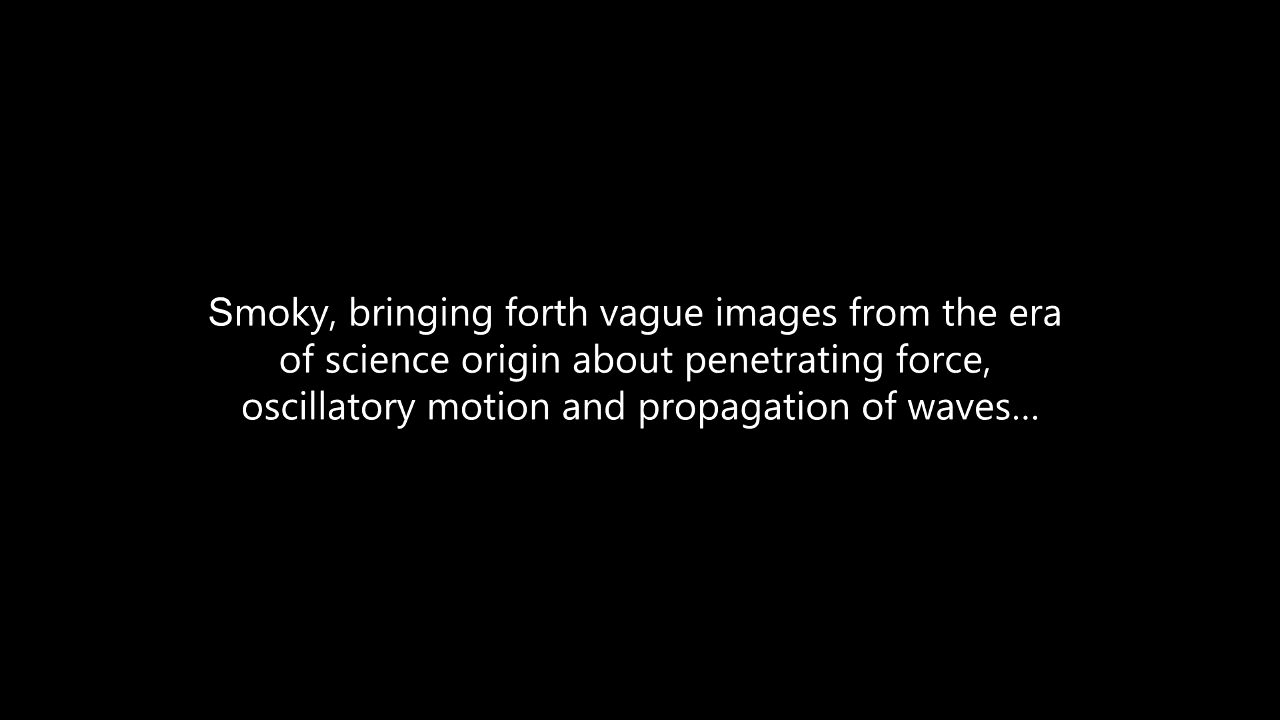 Smoky, bringing forth vague images from the era
of science origin about penetrating force,
oscillatory motion and propagation of waves...